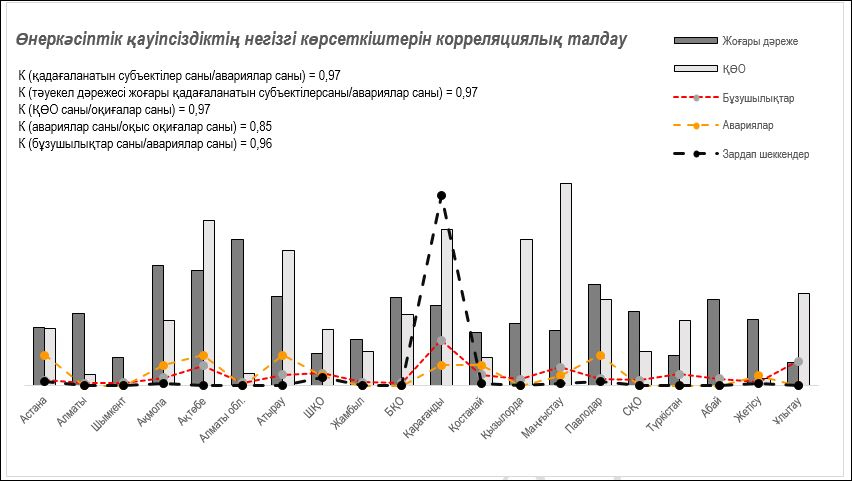 Өнеркәсіптік қауіпсіздіктің негізгі көрсеткіштерін корреляциялық талдау
К (қадағаланатын субъектілер саны/авариялар саны) = 0,97
К (тәуекел дәрежесі жоғары қадағаланатын субъектілерсаны/авариялар саны) = 0,97
К (ҚӨО саны/оқиғалар саны) = 0,97
К (авариялар саны/оқыс оқиғалар саны) = 0,85
К (бұзушылықтар саны/авариялар саны) = 0,96
Жоғары дәреже
ҚӨО
Бұзушылықтар
Авариялар
Зардап шеккендер
Астана
Алматы
Шымкент
Ақмола
Ақтөбе
Алматы обл.
Атырау
ШҚО
Жамбыл
БҚО
Қарағанды
Қостанай
Қызылорда
Маңғыстау
Павлодар
СҚО
Түркістан
Абай
Жетісу
Ұлытау